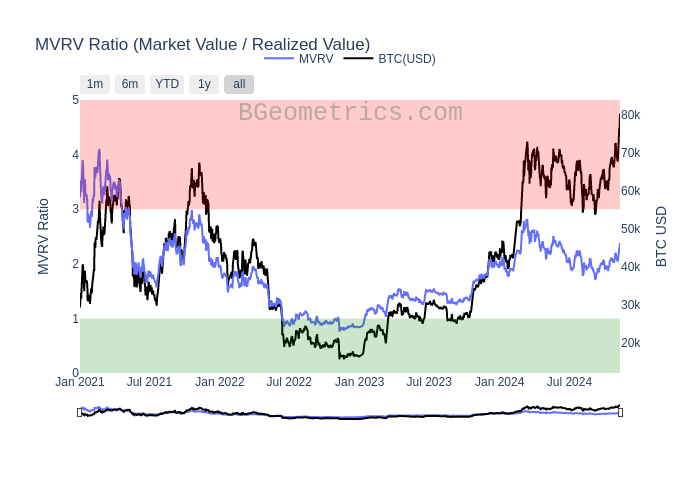 MVRV Ratio (Market Value / Realized Value)
MVRV BTC(USD)
1m 6m YTD 1y all
BGeometrics.com
5
4
3
2
1
0
MVRV Ratio
80k
70k
60k
50k
40k
30k
20k
BTC USD
Jan 2021 Jul 2021 Jan 2022 Jul 2022 Jan 2023 Jul 2023 Jan 2024 Jul 2024